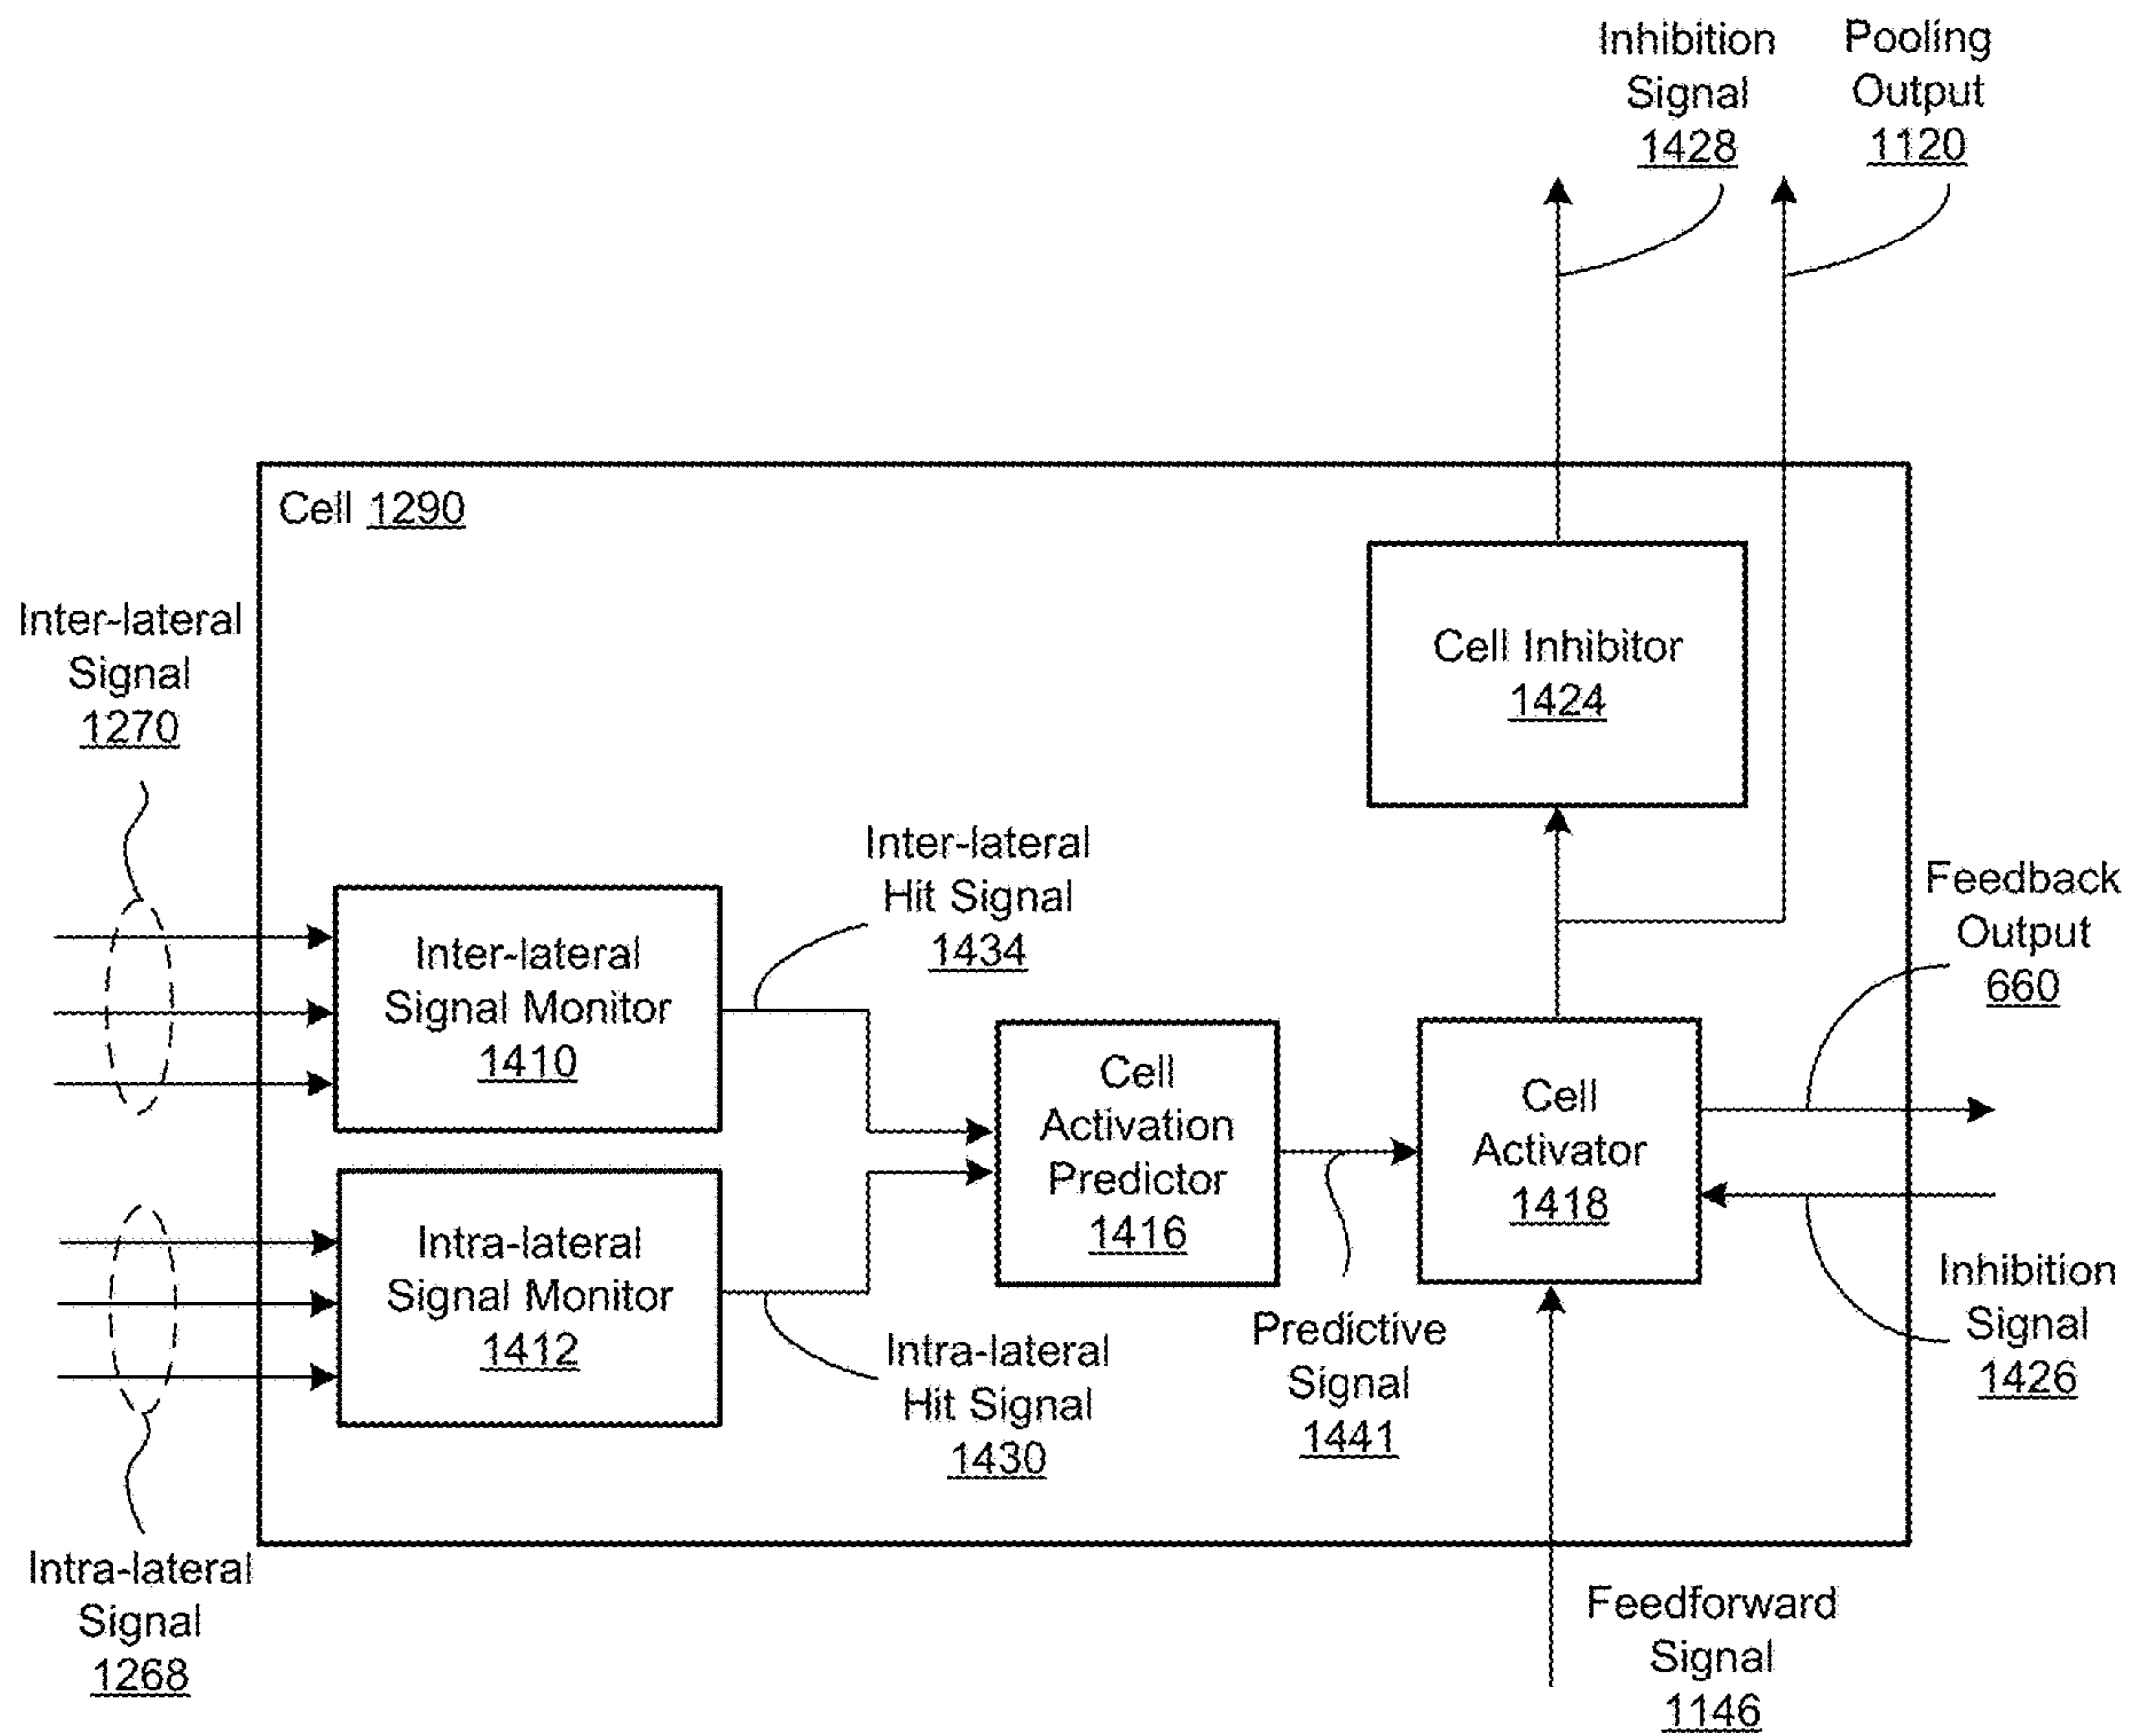 Inhibition
Signal
1428
Pooling
Output
1120
Cell 1290
Inter-lateral
Signal
1270
Cell Inhibitor
1424
Inter-lateral
Hit Signal
1434
Feedback
Output
660
Inter-lateral
Signal Monitor
1410
Cell
Activation
Predictor
1416
Cell
Activator
1418
Intra-lateral
Signal Monitor
1412
Intra-lateral
Hit Signal
1430
Predictive
Signal
1441
Inhibition
Signal
1426
Intra-lateral
Signal
1268
Feedforward
Signal
1146